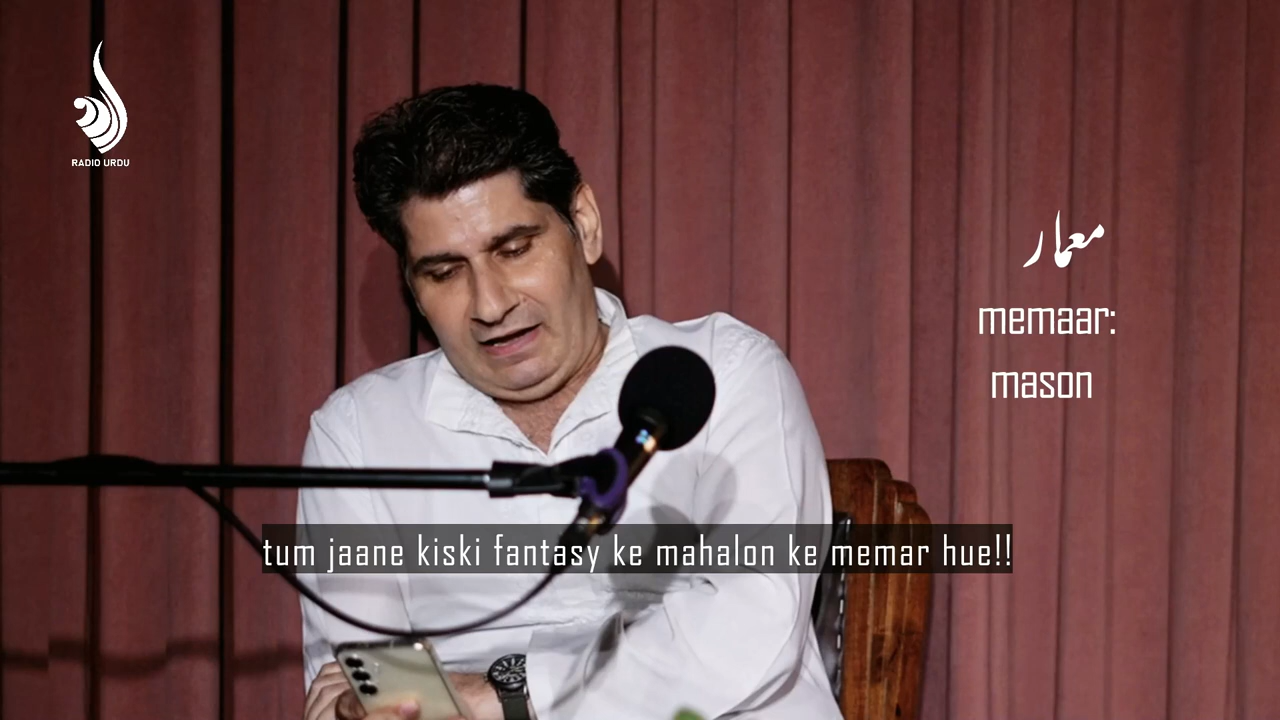 RADIO URDU
معمار
memaar:
mason
tum jaane kiski fantasy ke mahalon ke memar hue!!